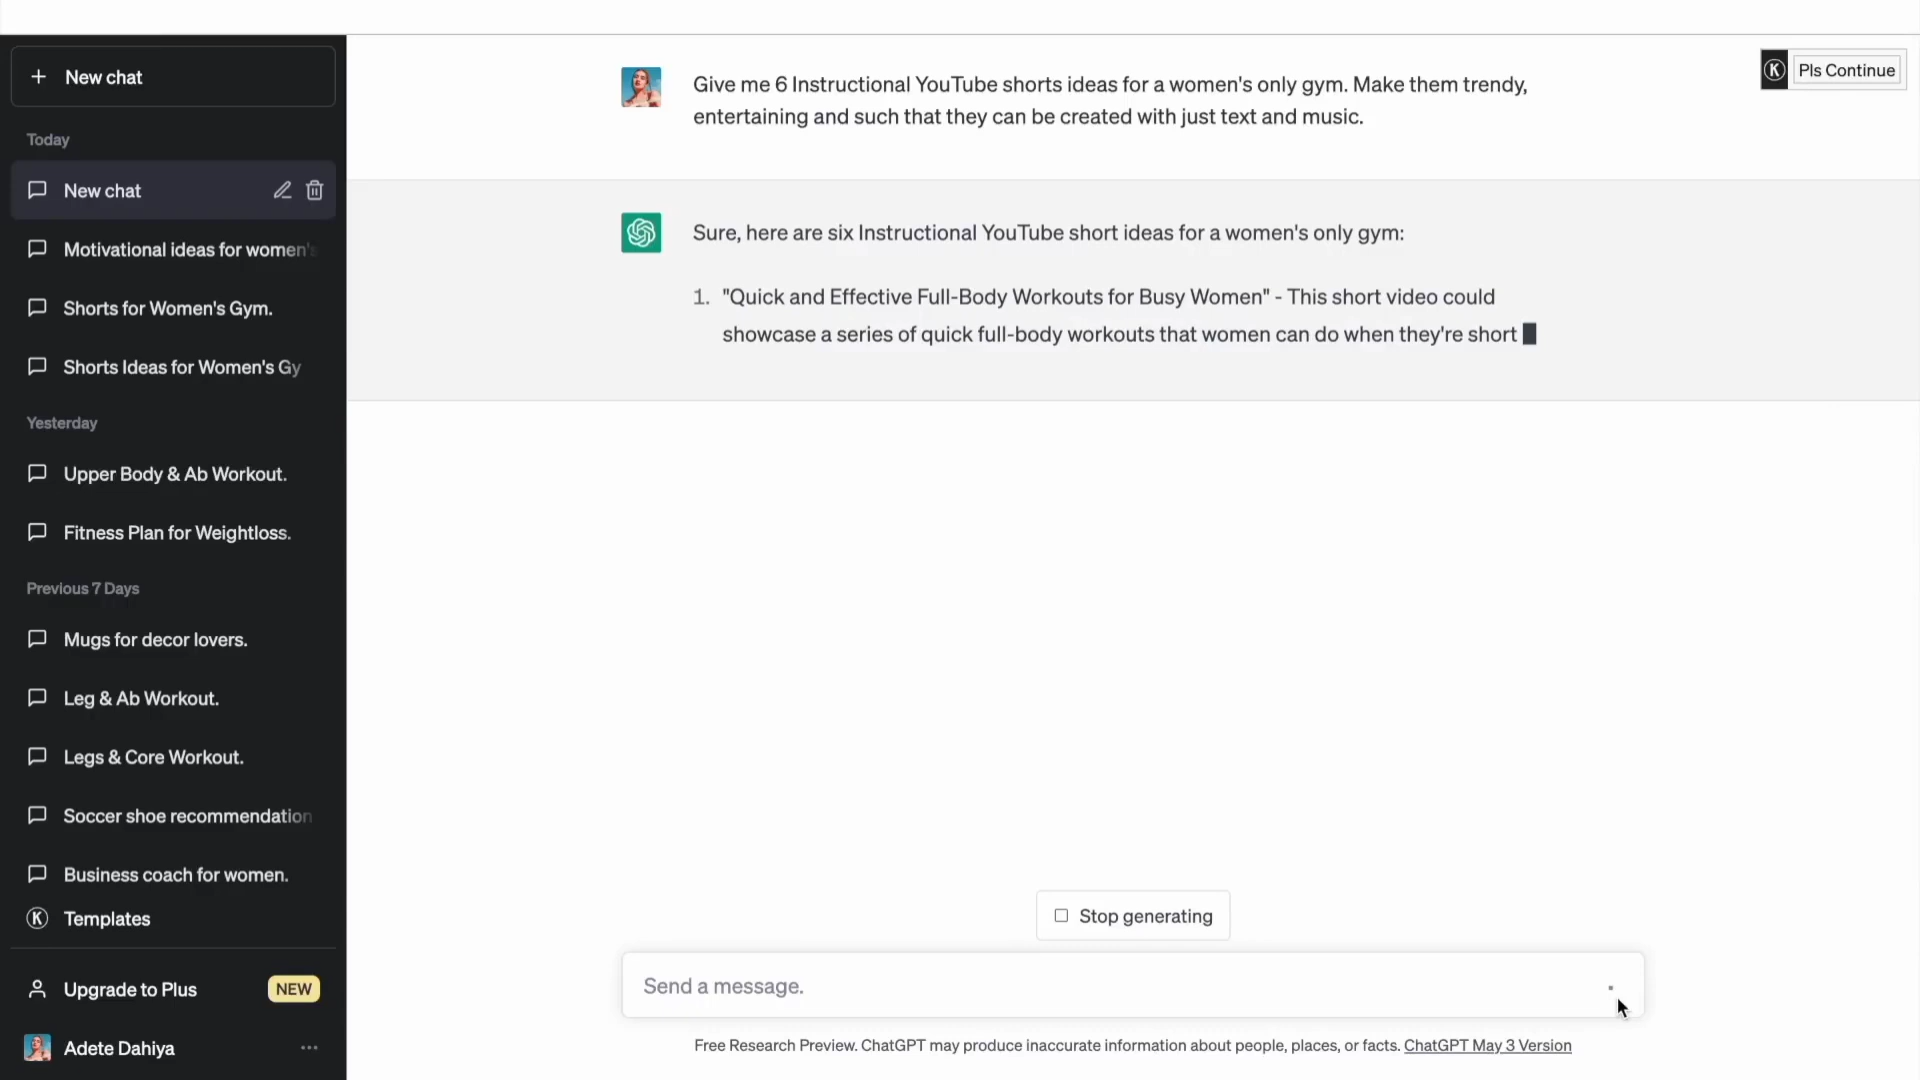 New chat
Today
New chat
Motivational ideas for women's
Shorts for Women's Gym.
Shorts Ideas for Women's Gy
Yesterday
Upper Body & Ab Workout.
Fitness Plan for Weightloss.
Previous 7 Days
Mugs for decor lovers.
Leg & Ab Workout.
Legs & Core Workout.
Soccer shoe recommendation
Business coach for women.
K Templates
Upgrade to Plus NEW
Adete Dahiya
K Pls Continue
Give me 6 Instructional YouTube shorts ideas for a women's only gym. Make them trendy,
entertaining and such that they can be created with just text and music.
Sure, here are six Instructional YouTube short ideas for a women's only gym:
1. "Quick and Effective Full-Body Workouts for Busy Women" - This short video could
showcase a series of quick full-body workouts that women can do when they're short
Stop generating
Send a message.
Free Research Preview. ChatGPT may produce inaccurate information about people, places, or facts. ChatGPT May 3 Version